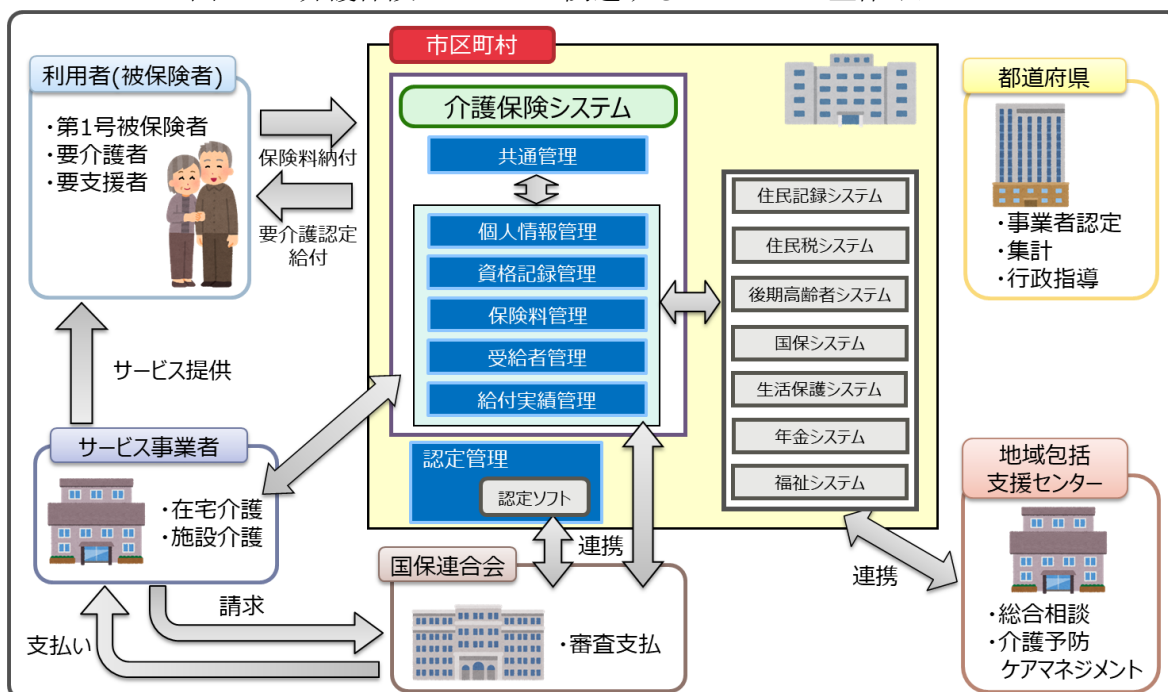 市区町村
利用者(被保険者)
・第1号被保険者
・要介護者
・要支援者
保険料納付
要介護認定
給付
介護保険システム
共通管理
個人情報管理
資格記録管理
保険料管理
受給者管理
給付実績管理
認定管理
認定ソフト
住民記録システム
住民税システム
後期高齢者システム
国保システム
生活保護システム
年金システム
福祉システム
都道府県
・事業者認定
・集計
・行政指導
サービス提供
サービス事業者
・在宅介護
・施設介護
請求
支払い
連携
国保連合会
・審査支払
連携
地域包括
支援センター
・総合相談
・介護予防
ケアマネジメント